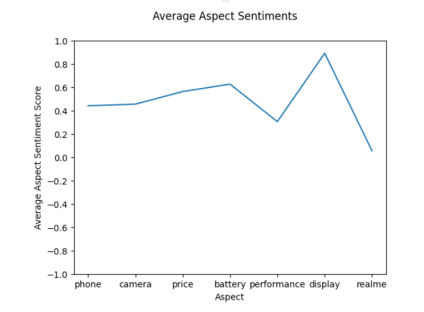 Average Aspect Sentiments
1.0
0.8
0.6
0.4
0.2
0.0
−0.2
−0.4
−0.6
−0.8
−1.0
Average Aspect Sentiment Score
phone camera price battery performance display realme
Aspect